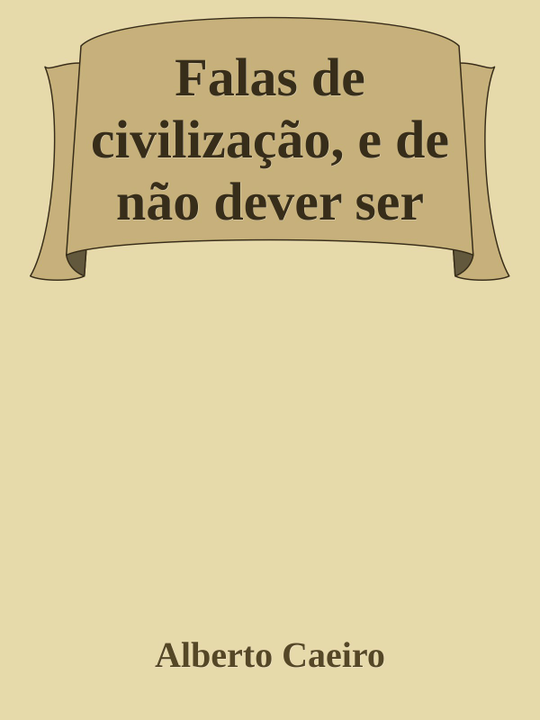 Falas de
civilização, e de
não dever ser
Alberto Caeiro